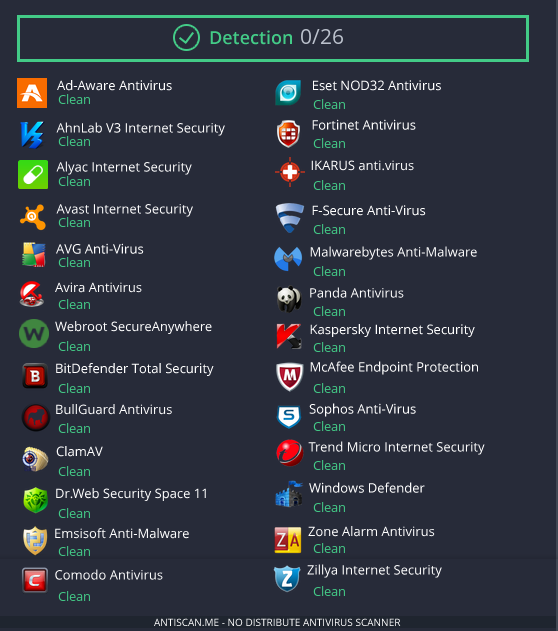 Detection 0/26
Ad-Aware Antivirus
Clean
AhnLab V3 Internet Security
Clean
Alyac Internet Security
Clean
Avast Internet Security
Clean
AVG Anti-Virus
Clean
Avira Antivirus
Clean
W
Webroot SecureAnywhere
Clean
B
BitDefender Total Security
Clean
BullGuard Antivirus
Clean
ClamAV
Clean
Dr.Web Security Space 11
Clean
Emsisoft Anti-Malware
Clean
C
Comodo Antivirus
Clean
Eset NOD32 Antivirus
Clean
Fortinet Antivirus
Clean
IKARUS anti.virus
Clean
F-Secure Anti-Virus
Clean
Malwarebytes Anti-Malware
Clean
Panda Antivirus
Clean
Kaspersky Internet Security
Clean
M
McAfee Endpoint Protection
Clean
S
Sophos Anti-Virus
Clean
Trend Micro Internet Security
Clean
Windows Defender
Clean
ZA
Zone Alarm Antivirus
Clean
Z
Zillya Internet Security
Clean
ANTISCAN.ME - NO DISTRIBUTE ANTIVIRUS SCANNER